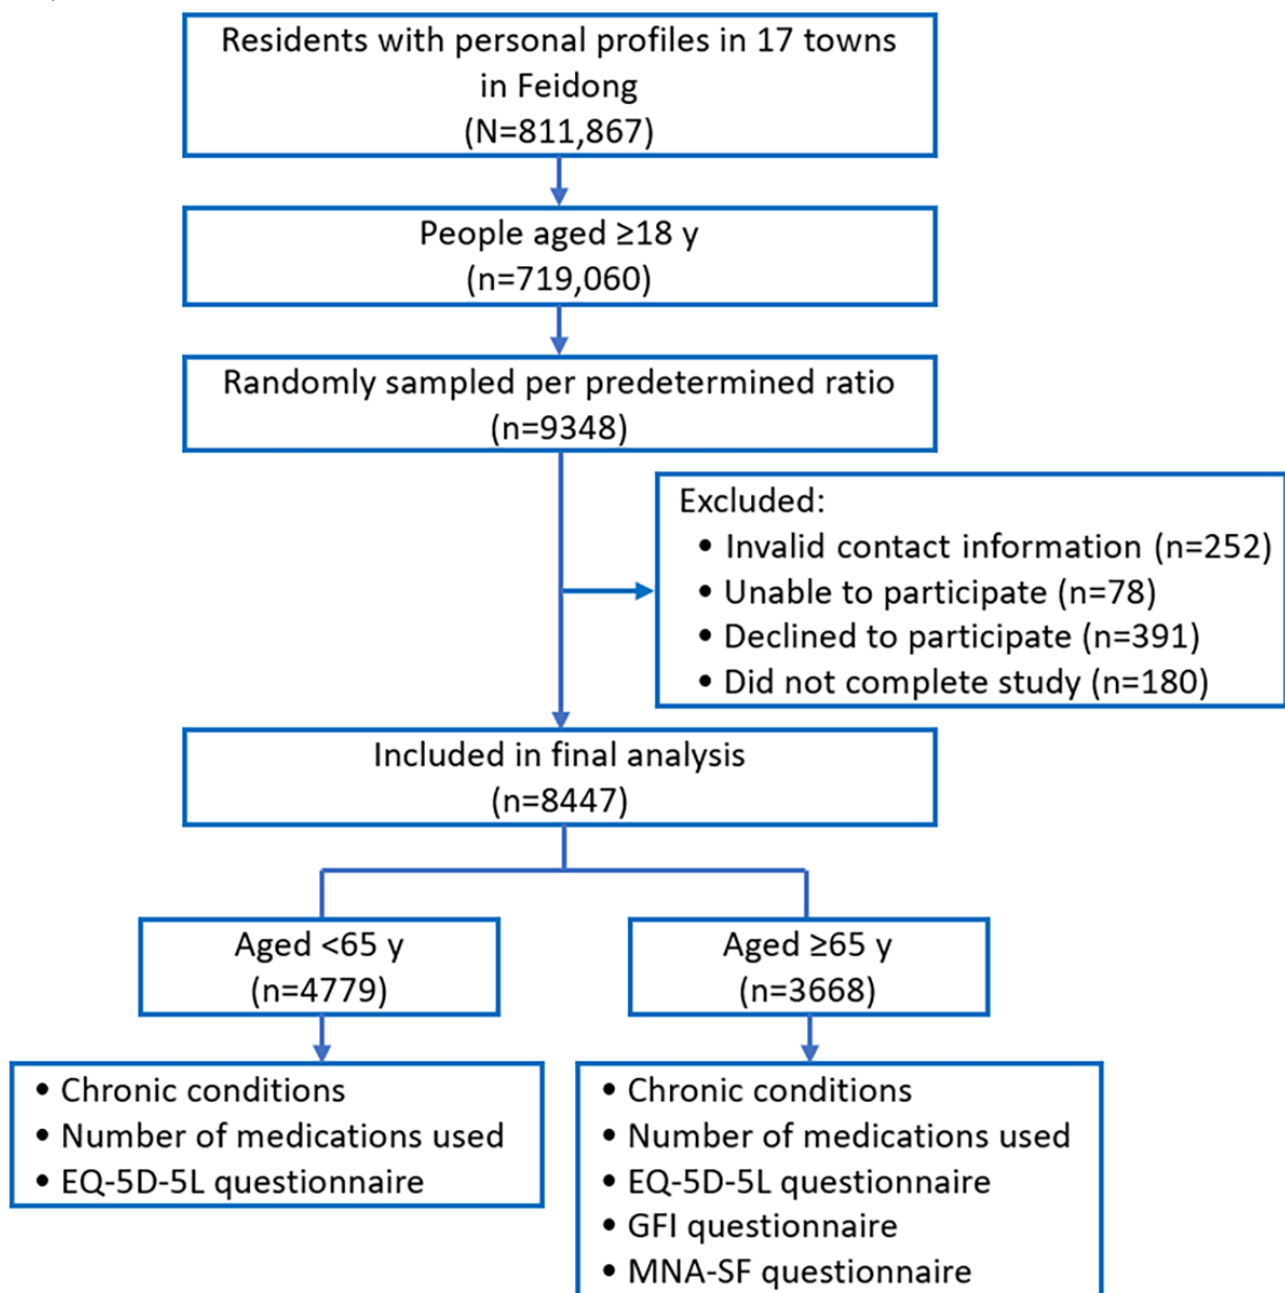 Residents with personal profiles in 17 towns
in Feidong
(N=811,867)
People aged ≥18 y
(n=719,060)
Randomly sampled per predetermined ratio
(n=9348)
Excluded:
• Invalid contact information (n=252)
• Unable to participate (n=78)
• Declined to participate (n=391)
• Did not complete study (n=180)
Included in final analysis
(n=8447)
Aged <65 y
(n=4779)
Aged ≥65 y
(n=3668)
• Chronic conditions
• Number of medications used
• EQ-5D-5L questionnaire
• Chronic conditions
• Number of medications used
• EQ-5D-5L questionnaire
• GFI questionnaire
• MNA-SF questionnaire